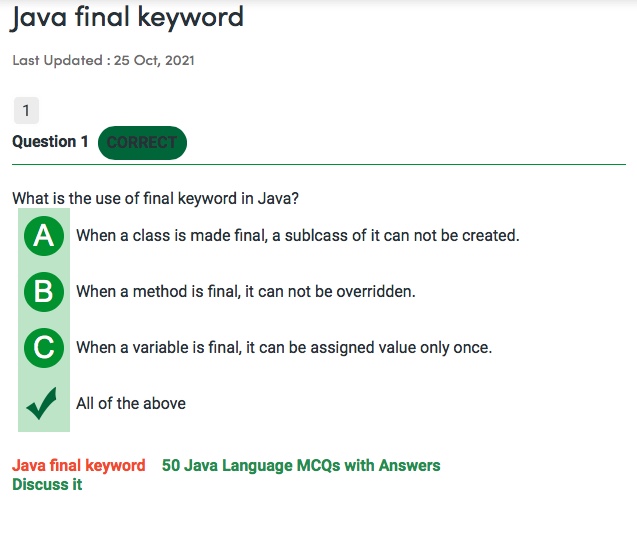 Java final keyword
Last Updated : 25 Oct, 2021
1
Question 1 CORRECT
What is the use of final keyword in Java?
A When a class is made final, a sublcass of it can not be created.
B When a method is final, it can not be overridden.
C When a variable is final, it can be assigned value only once.
All of the above
Java final keyword 50 Java Language MCQs with Answers
Discuss it